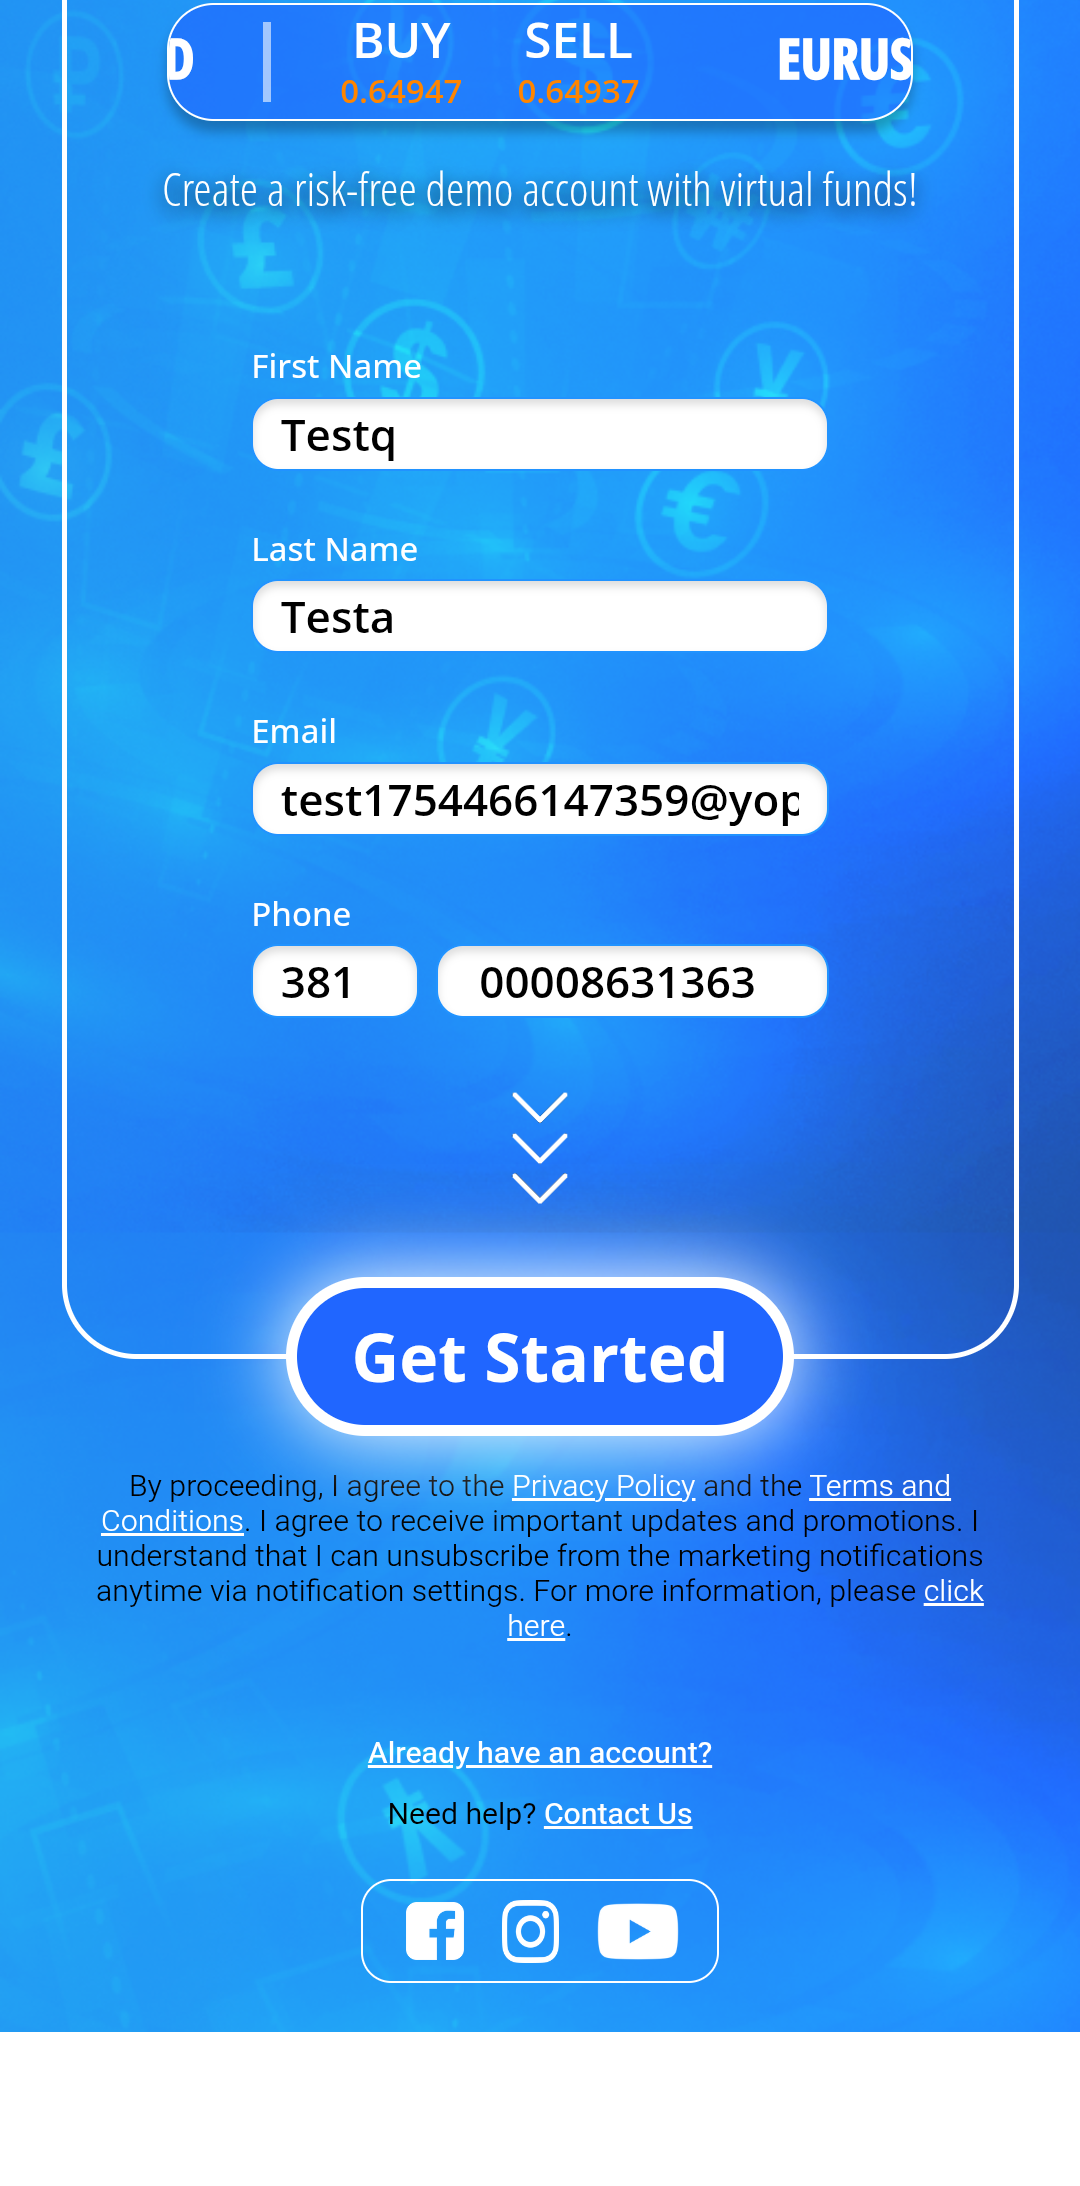 D | BUY SELL EURUS
0.64947 0.64937
Create a risk-free demo account with virtual funds!
First Name
Testq
Last Name
Testa
Email
test1754466147359@yop
Phone
381 00008631363
Get Started
By proceeding, I agree to the Privacy Policy and the Terms and
Conditions. I agree to receive important updates and promotions. I
understand that I can unsubscribe from the marketing notifications
anytime via notification settings. For more information, please click
here.
Already have an account?
Need help? Contact Us